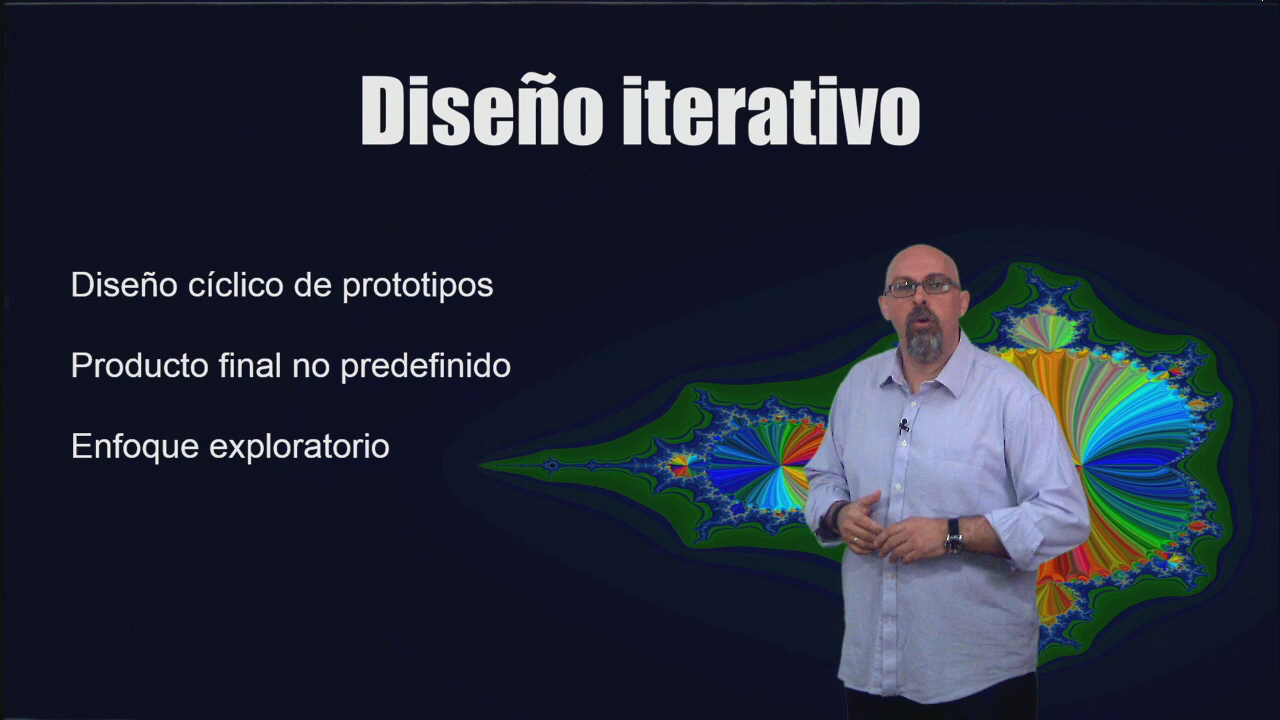 Diseño iterativo
Diseño cíclico de prototipos
Producto final no predefinido
Enfoque exploratorio